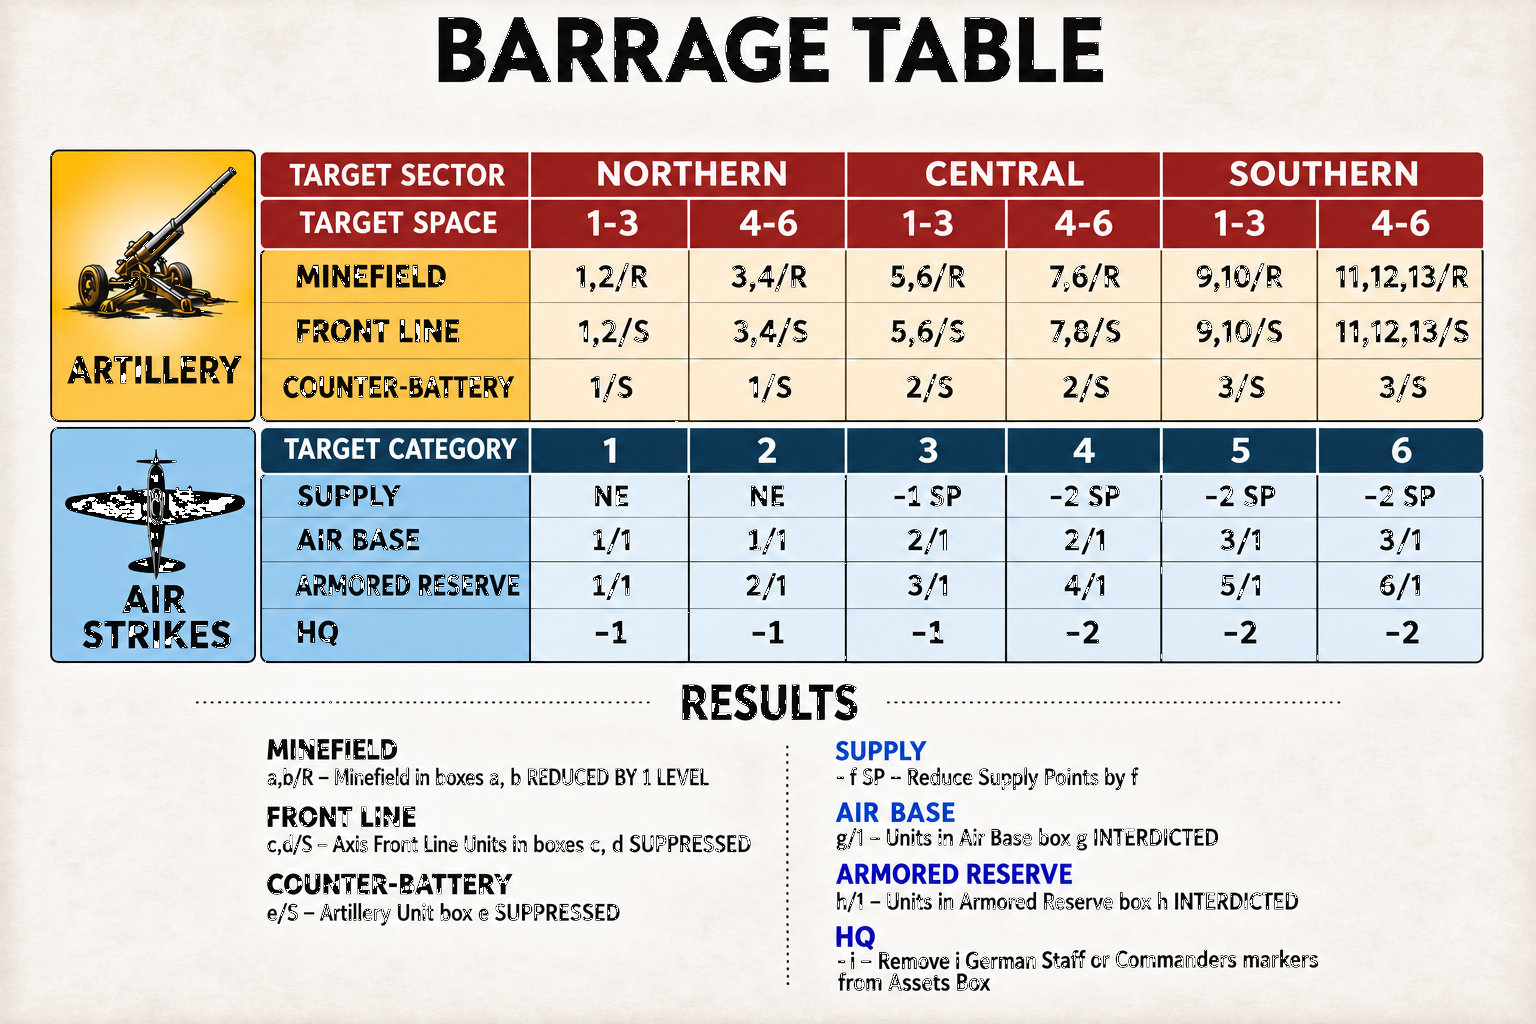 BARRAGE TABLE
ARTILLERY
TARGET SECTOR NORTHERN CENTRAL SOUTHERN
TARGET SPACE 1-3 4-6 1-3 4-6 1-3 4-6
MINEFIELD 1,2/R 3,4/R 5,6/R 7,6/R 9,10/R 11,12,13/R
FRONT LINE 1,2/S 3,4/S 5,6/S 7,8/S 9,10/S 11,12,13/S
COUNTER-BATTERY 1/S 1/S 2/S 2/S 3/S 3/S
AIR
STRIKES
TARGET CATEGORY 1 2 3 4 5 6
SUPPLY NE NE -1 SP -2 SP -2 SP -2 SP
AIR BASE 1/1 1/1 2/1 2/1 3/1 3/1
ARMORED RESERVE 1/1 2/1 3/1 4/1 5/1 6/1
HQ -1 -1 -1 -2 -2 -2
RESULTS
MINEFIELD
a,b/R – Minefield in boxes a, b REDUCED BY 1 LEVEL
FRONT LINE
c,d/S – Axis Front Line Units in boxes c, d SUPPRESSED
COUNTER-BATTERY
e/S – Artillery Unit box e SUPPRESSED
SUPPLY
- f SP – Reduce Supply Points by f
AIR BASE
g/1 – Units in Air Base box g INTERDICTED
ARMORED RESERVE
h/1 – Units in Armored Reserve box h INTERDICTED
HQ
- i – Remove i German Staff or Commanders markers
from Assets Box